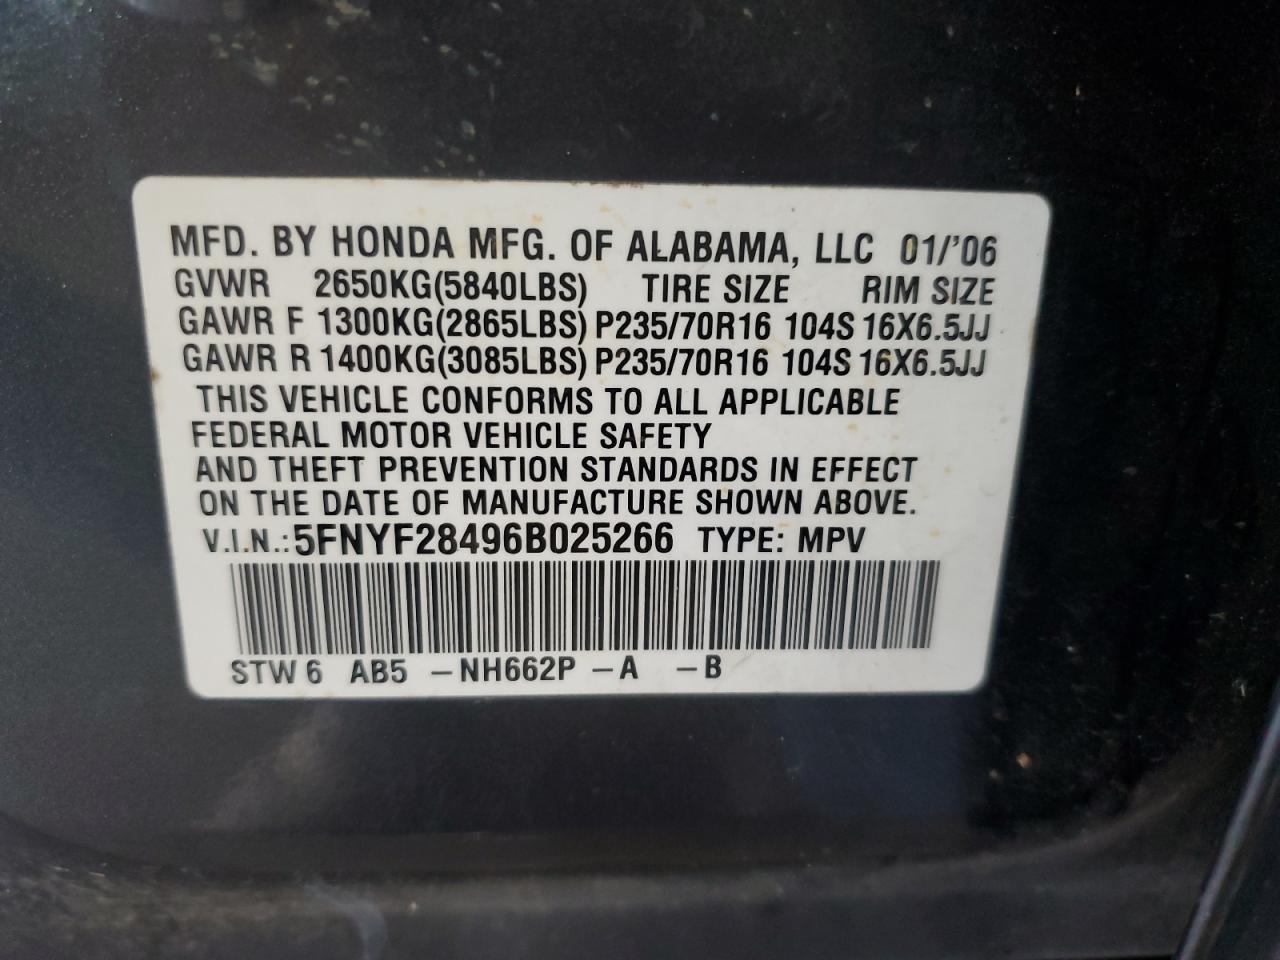 MFD. BY HONDA MFG. OF ALABAMA, LLC 01/'06
GVWR 2650KG(5840LBS) TIRE SIZE RIM SIZE
GAWR F 1300KG(2865LBS) P235/70R16 104S 16X6.5JJ
GAWR R 1400KG(3085LBS) P235/70R16 104S 16X6.5JJ
THIS VEHICLE CONFORMS TO ALL APPLICABLE
FEDERAL MOTOR VEHICLE SAFETY
AND THEFT PREVENTION STANDARDS IN EFFECT
ON THE DATE OF MANUFACTURE SHOWN ABOVE.
V.I.N.:5FNYF28496B025266 TYPE: MPV
STW 6 AB5 -NH662P -A -B